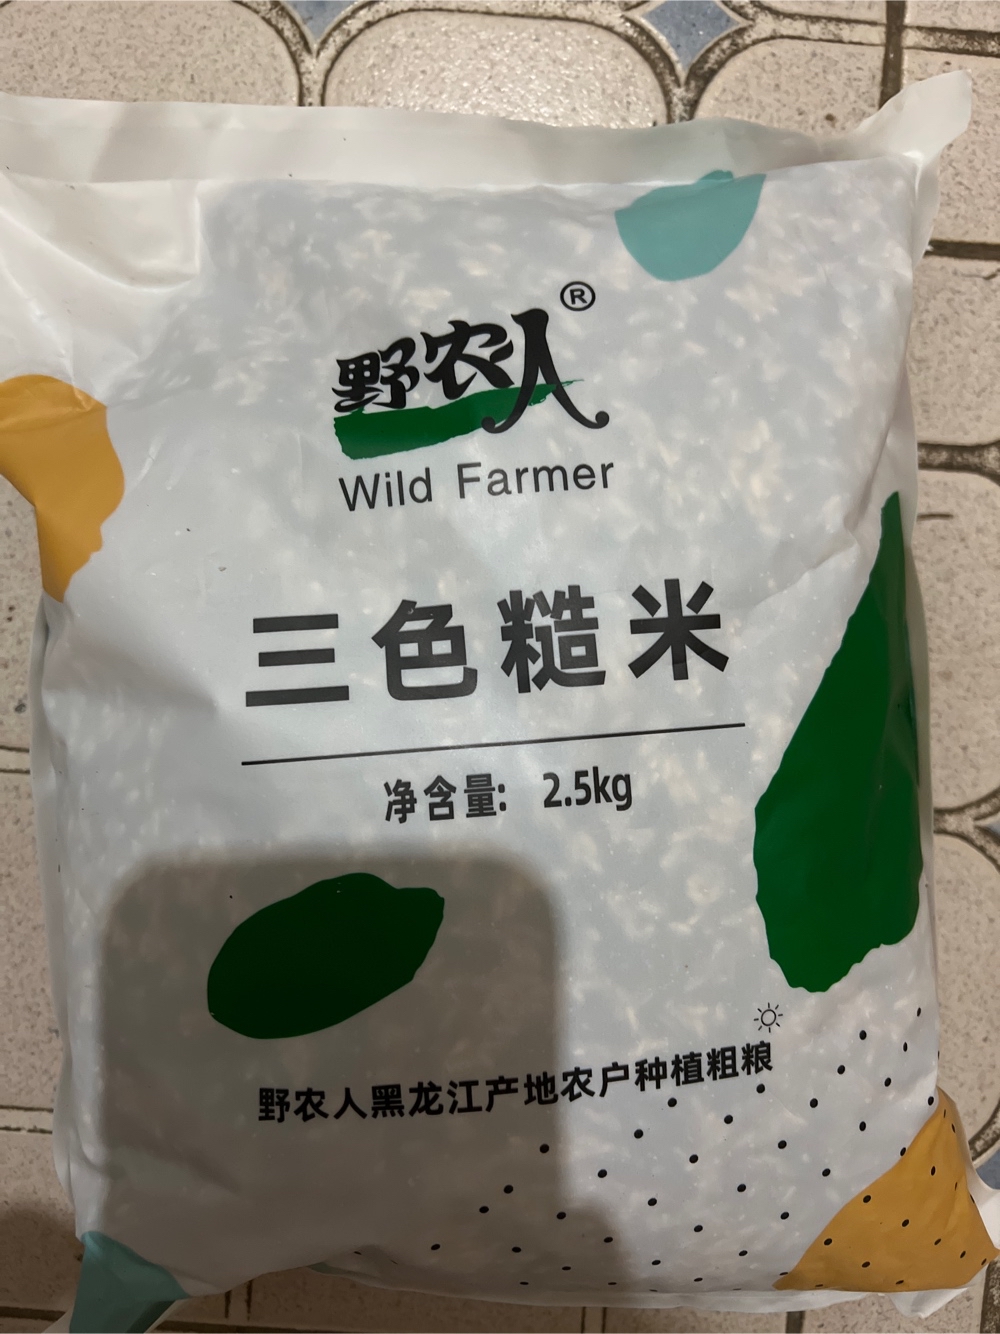 野农人®
Wild Farmer
三色糙米
净含量: 2.5kg
野农人黑龙江产地农户种植粗粮